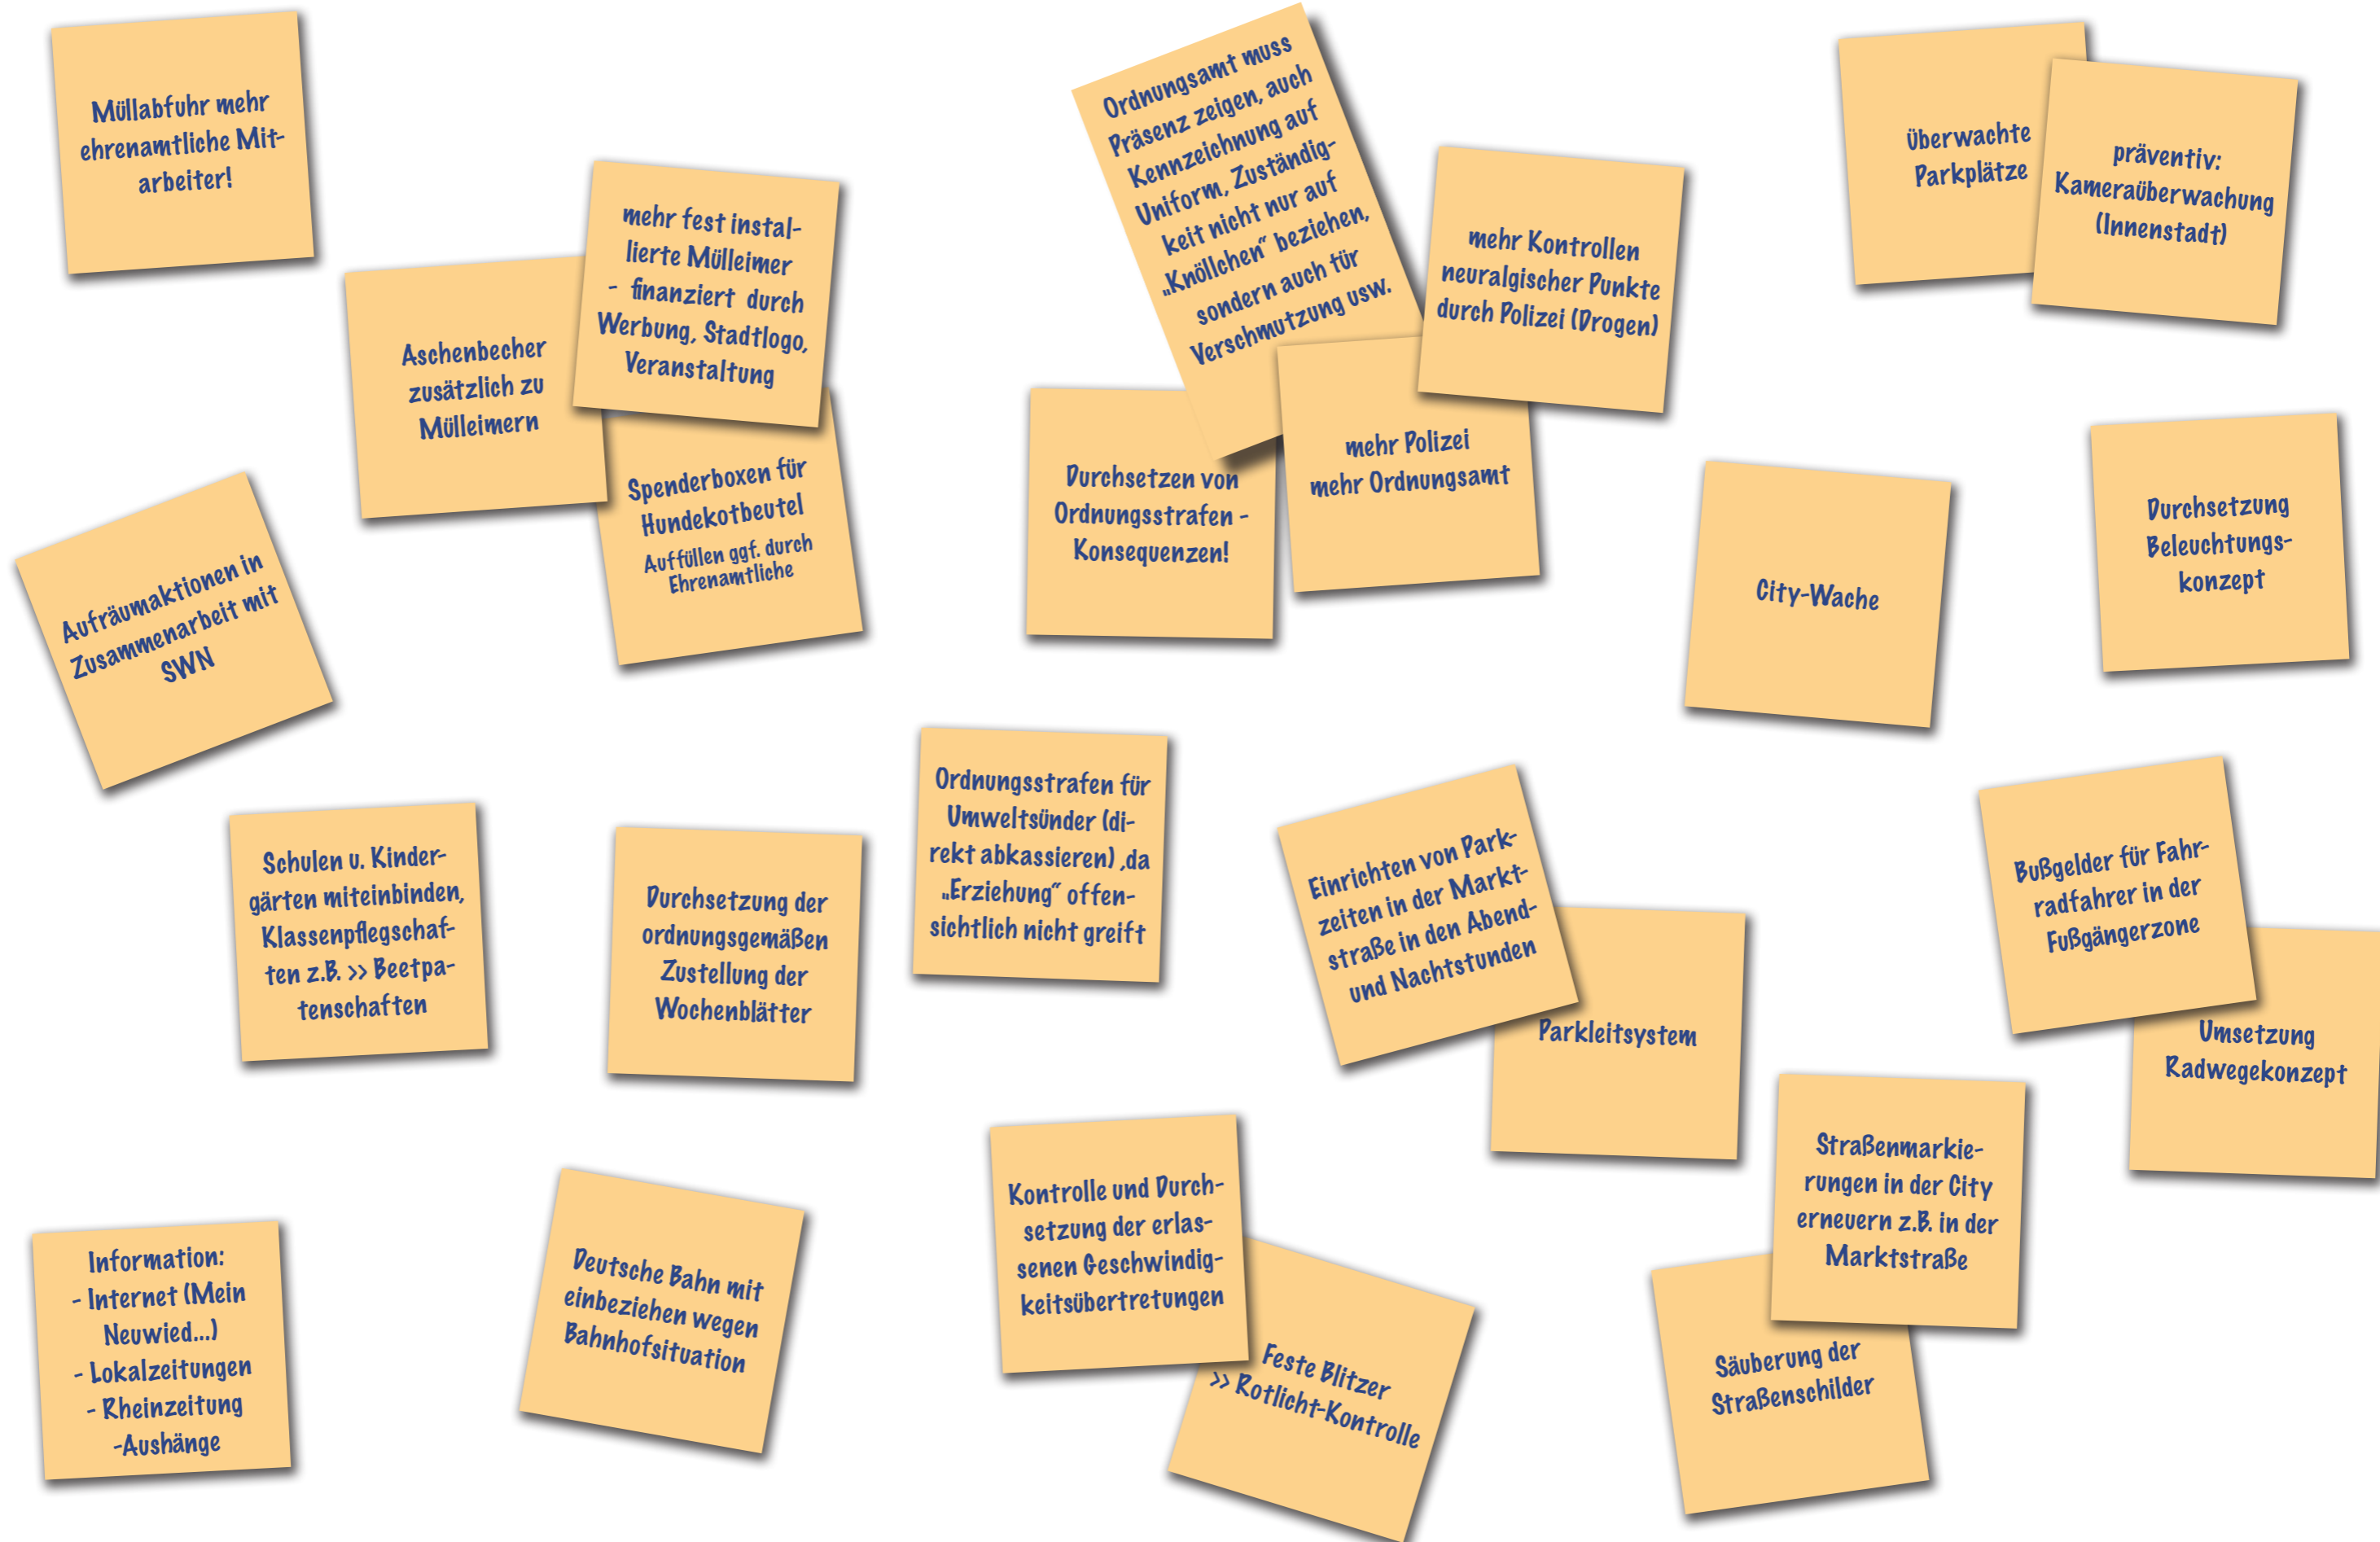 Müllabfuhr mehr
ehrenamtliche Mit-
arbeiter!
mehr fest instal-
lierte Mülleimer
- finanziert durch
Werbung, Stadtlogo,
Veranstaltung
Aschenbecher
zusätzlich zu
Mülleimern
Spenderboxen für
Hundekotbeutel
Auffüllen ggf. durch
Ehrenamtliche
Aufräumaktionen in
Zusammenarbeit mit
SWN
Ordnungsamt muss
Präsenz zeigen, auch
Kennzeichnung auf
Uniform, Zuständig-
keit nicht nur auf
„Knöllchen“ beziehen,
sondern auch für
Verschmutzung usw.
mehr Kontrollen
neuralgischer Punkte
durch Polizei (Drogen)
mehr Polizei
mehr Ordnungsamt
Durchsetzen von
Ordnungsstrafen -
Konsequenzen!
überwachte
Parkplätze
präventiv:
Kameraüberwachung
(Innenstadt)
City-Wache
Durchsetzung
Beleuchtungs-
konzept
Schulen u. Kinder-
gärten miteinbinden,
Klassenpflegschaf-
ten z.B. >> Beetpa-
tenschaften
Durchsetzung der
ordnungsgemäßen
Zustellung der
Wochenblätter
Ordnungsstrafen für
Umweltsünder (di-
rekt abkassieren) ,da
„Erziehung“ offen-
sichtlich nicht greift
Einrichten von Park-
zeiten in der Markt-
straße in den Abend-
und Nachtstunden
Parkleitsystem
Bußgelder für Fahr-
radfahrer in der
Fußgängerzone
Umsetzung
Radwegekonzept
Information:
- Internet (Mein
Neuwied...)
- Lokalzeitungen
- Rheinzeitung
-Aushänge
Deutsche Bahn mit
einbeziehen wegen
Bahnhofsituation
Kontrolle und Durch-
setzung der erlas-
senen Geschwindig-
keitsübertretungen
Feste Blitzer
>> Rotlicht-Kontrolle
Straßenmarkie-
rungen in der City
erneuern z.B. in der
Marktstraße
Säuberung der
Straßenschilder